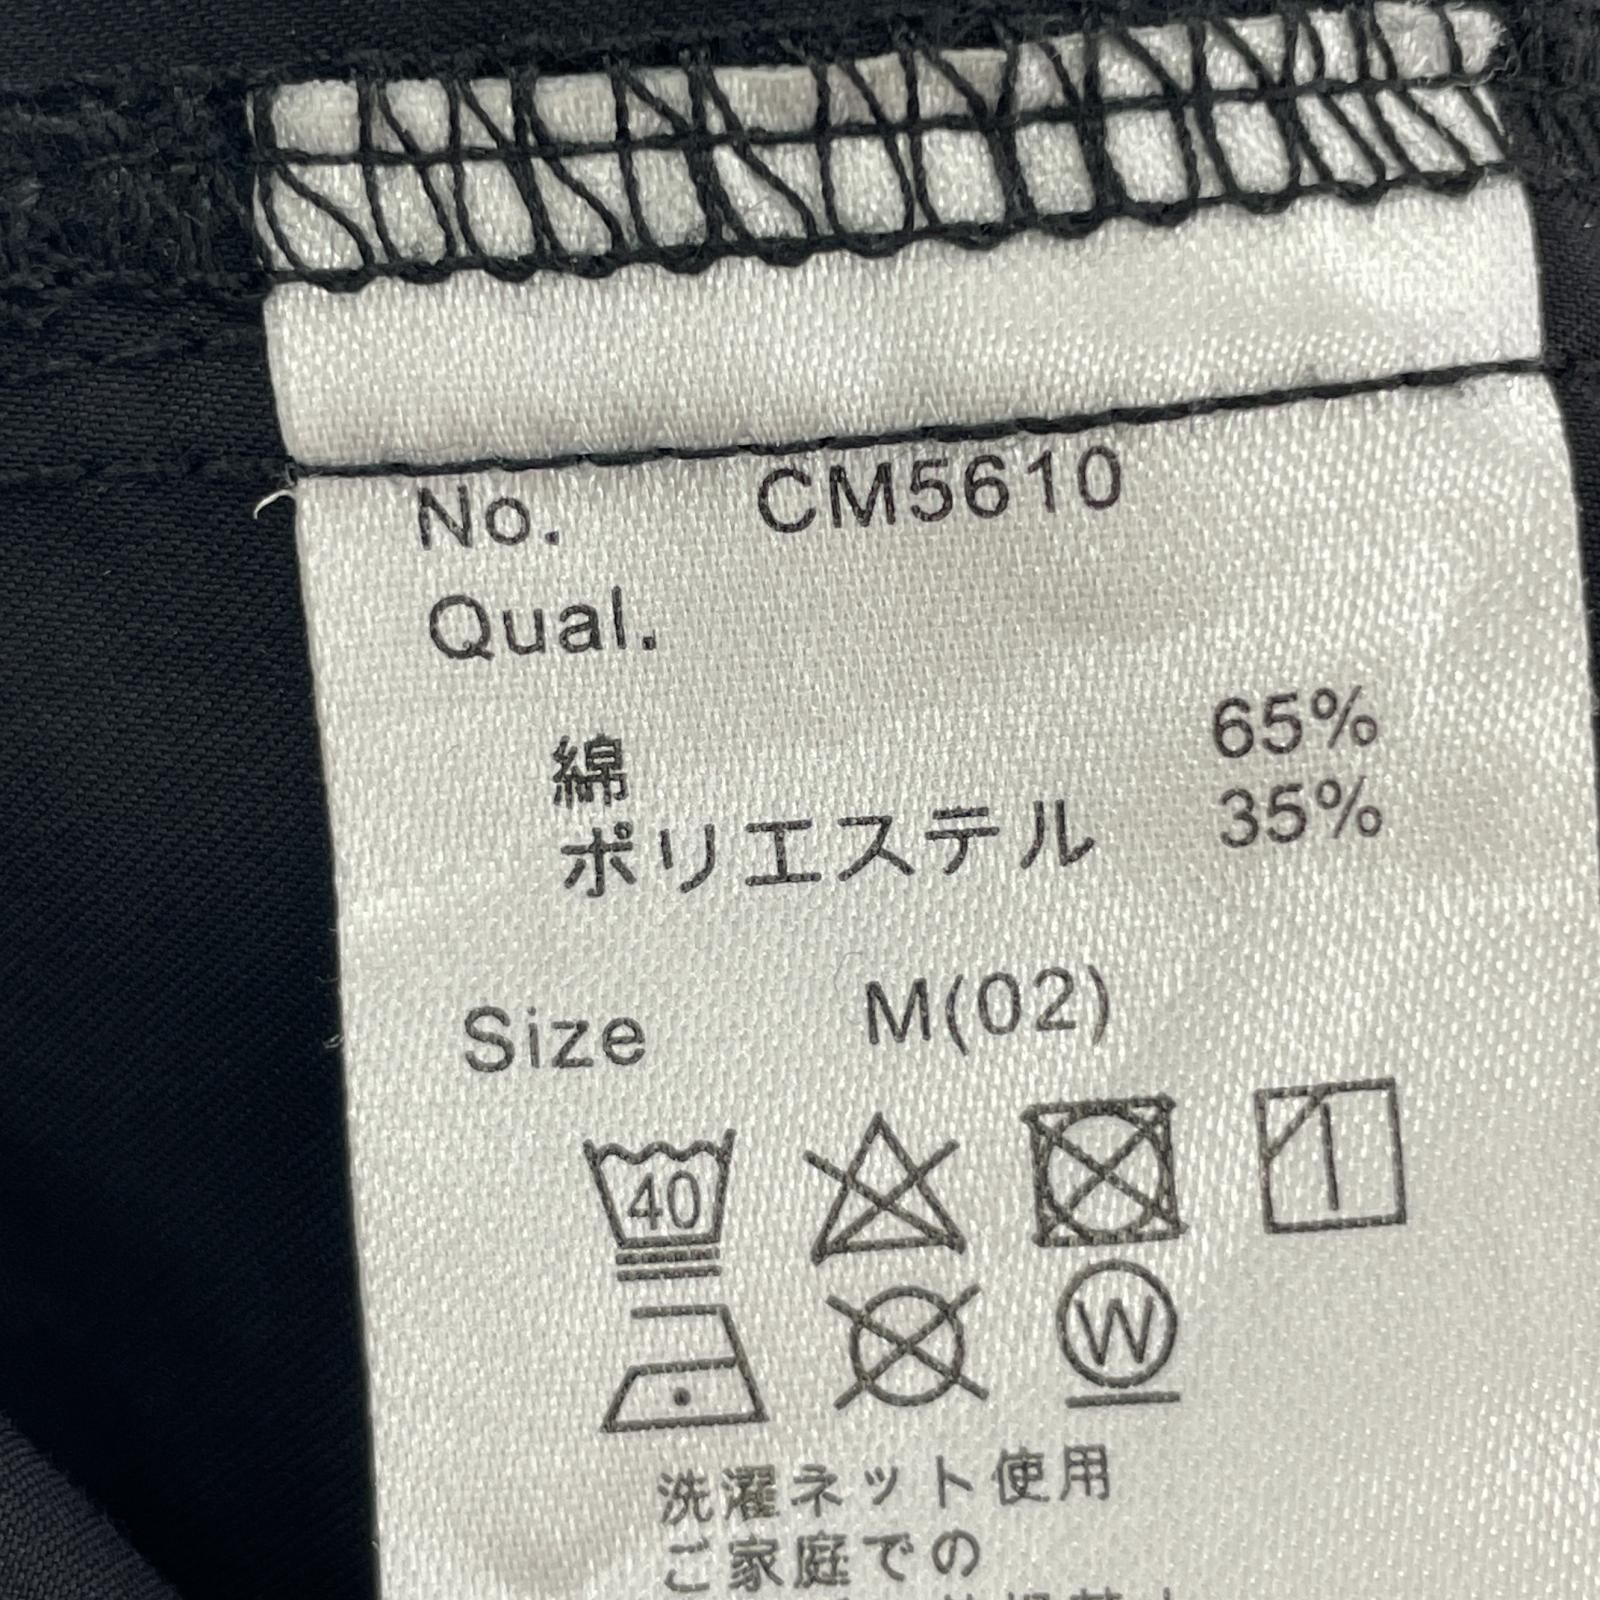 No. CM5610
Qual.
綿 65%
ポリエステル 35%
Size M(02)
40
W
洗濯ネット使用
ご家庭での